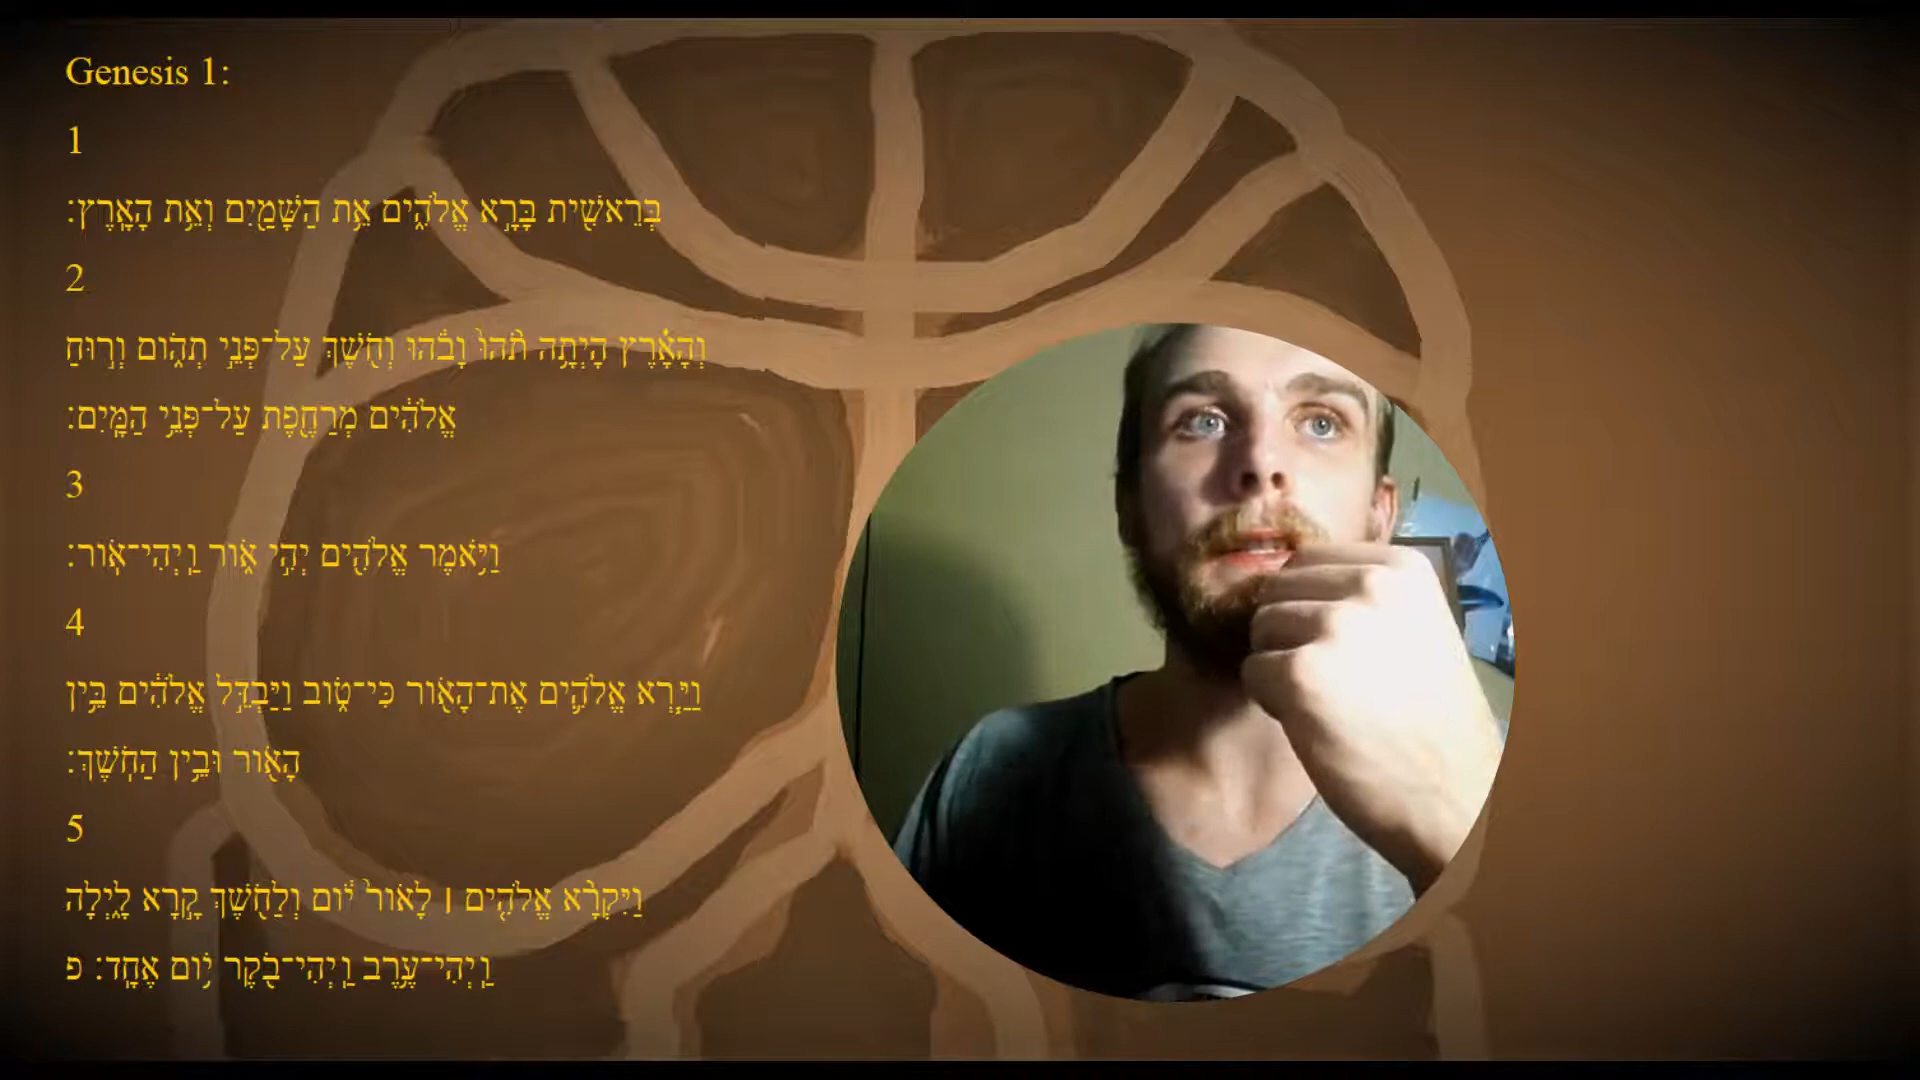 Genesis 1:
1
בְּרֵאשִׁ֖ית בָּרָ֣א אֱלֹהִ֑ים אֵ֥ת הַשָּׁמַ֖יִם וְאֵ֥ת הָאָֽרֶץ׃
2
וְהָאָ֗רֶץ הָיְתָ֥ה תֹ֙הוּ֙ וָבֹ֔הוּ וְחֹ֖שֶׁךְ עַל־פְּנֵ֣י תְה֑וֹם וְר֣וּחַ
אֱלֹהִ֔ים מְרַחֶ֖פֶת עַל־פְּנֵ֥י הַמָּֽיִם׃
3
וַיֹּ֥אמֶר אֱלֹהִ֖ים יְהִ֣י א֑וֹר וַֽיְהִי־אֽוֹר׃
4
וַיַּ֧רְא אֱלֹהִ֛ים אֶת־הָא֖וֹר כִּי־ט֑וֹב וַיַּבְדֵּ֣ל אֱלֹהִ֔ים בֵּ֥ין
הָא֖וֹר וּבֵ֥ין הַחֹֽשֶׁךְ׃
5
וַיִּקְרָ֨א אֱלֹהִ֤ים ׀ לָאוֹר֙ י֔וֹם וְלַחֹ֖שֶׁךְ קָ֣רָא לָ֑יְלָה
וַֽיְהִי־עֶ֥רֶב וַֽיְהִי־בֹ֖קֶר י֥וֹם אֶחָֽד׃ פ